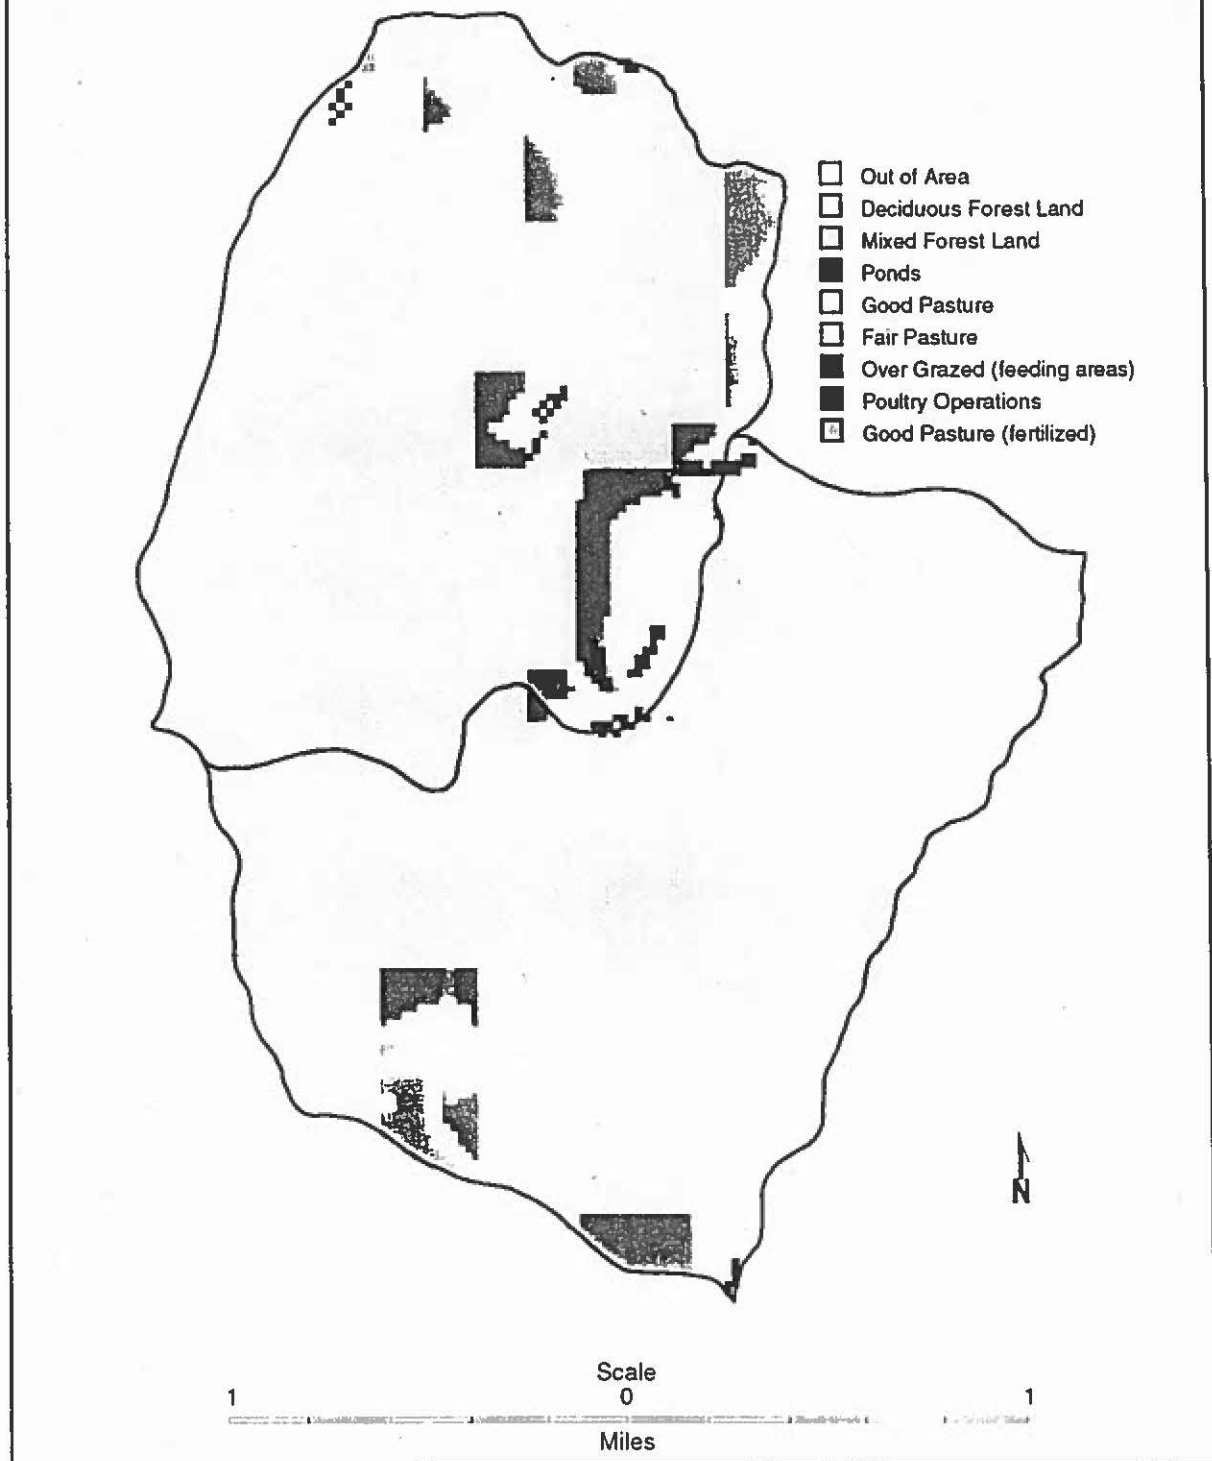 Out of Area
Deciduous Forest Land
Mixed Forest Land
Ponds
Good Pasture
Fair Pasture
Over Grazed (feeding areas)
Poultry Operations
Good Pasture (fertilized)
N
Scale
1 0 1
Miles